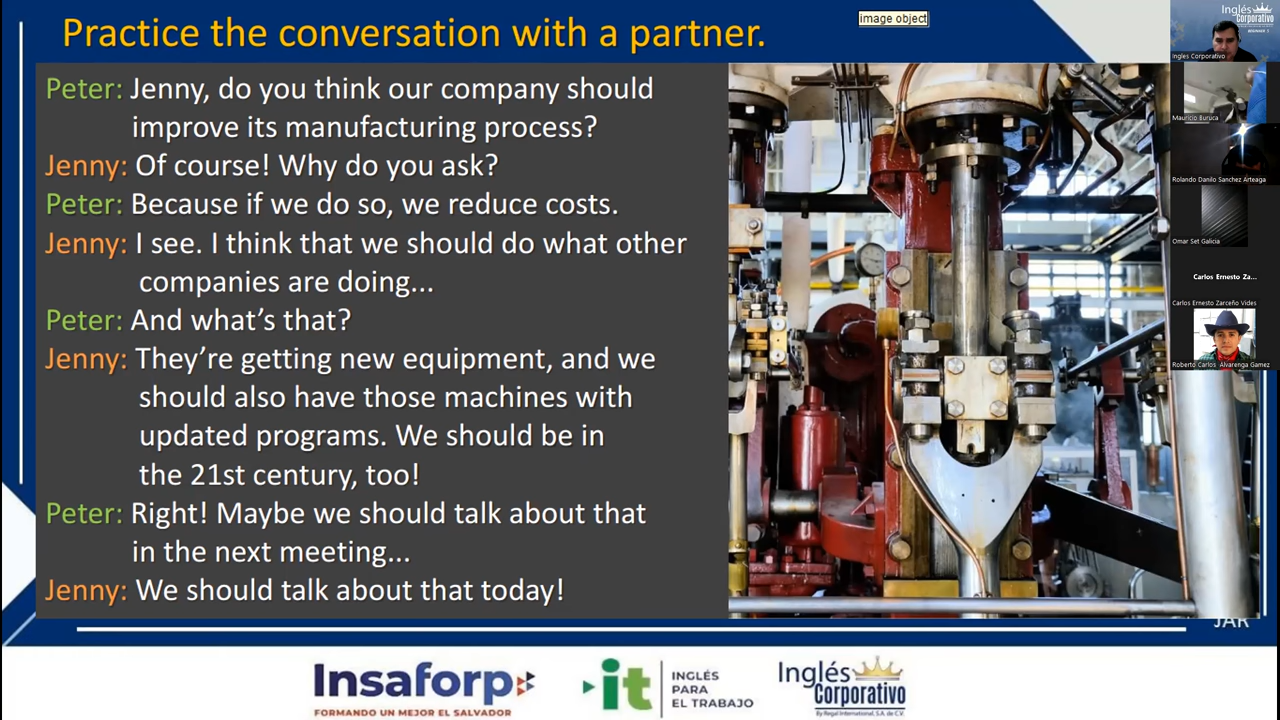 Practice the conversation with a partner.
image object
Peter: Jenny, do you think our company should
improve its manufacturing process?
Jenny: Of course! Why do you ask?
Peter: Because if we do so, we reduce costs.
Jenny: I see. I think that we should do what other
companies are doing...
Peter: And what's that?
Jenny: They're getting new equipment, and we
should also have those machines with
updated programs. We should be in
the 21st century, too!
Peter: Right! Maybe we should talk about that
in the next meeting...
Jenny: We should talk about that today!
JAR
Insaforp
FORMANDO UN MEJOR EL SALVADOR
it
INGLÉS
PARA
EL TRABAJO
Inglés
Corporativo
By Regal International, S.A. de C.V.
Inglés
Corporativo
BEGINNER 5
Ingles Corporativo
Mauricio Buruca
Rolando Danilo Sanchez Arteaga
Omar Set Galicia
Carlos Ernesto Za...
Carlos Ernesto Zarceño Vides
Roberto Carlos Alvarenga Gamez